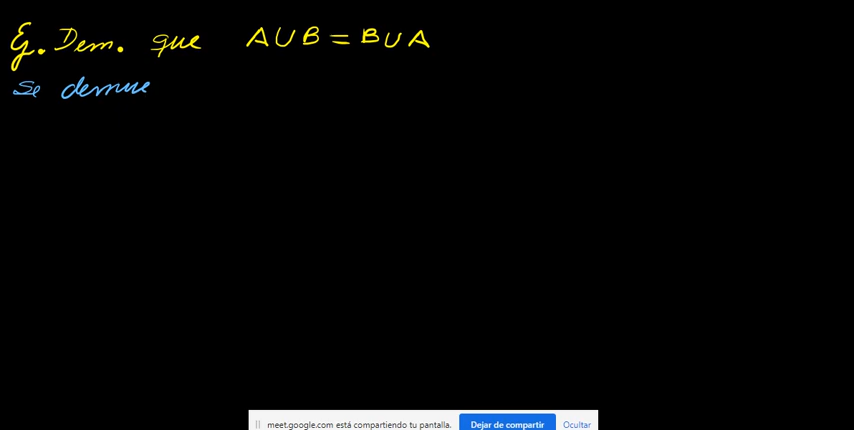 Ej. Dem. que A U B = B U A
Se demue
meet.google.com está compartiendo tu pantalla. Dejar de compartir Ocultar